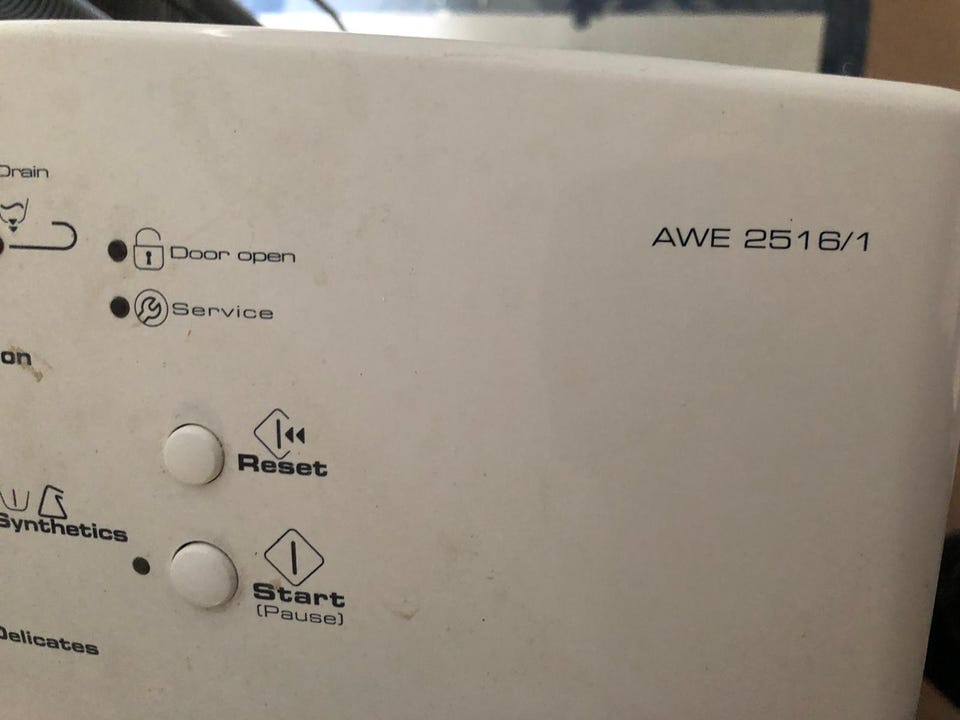 Drain
Door open
AWE 2516/1
Service
on
Reset
Synthetics
Start
(Pause)
Delicates